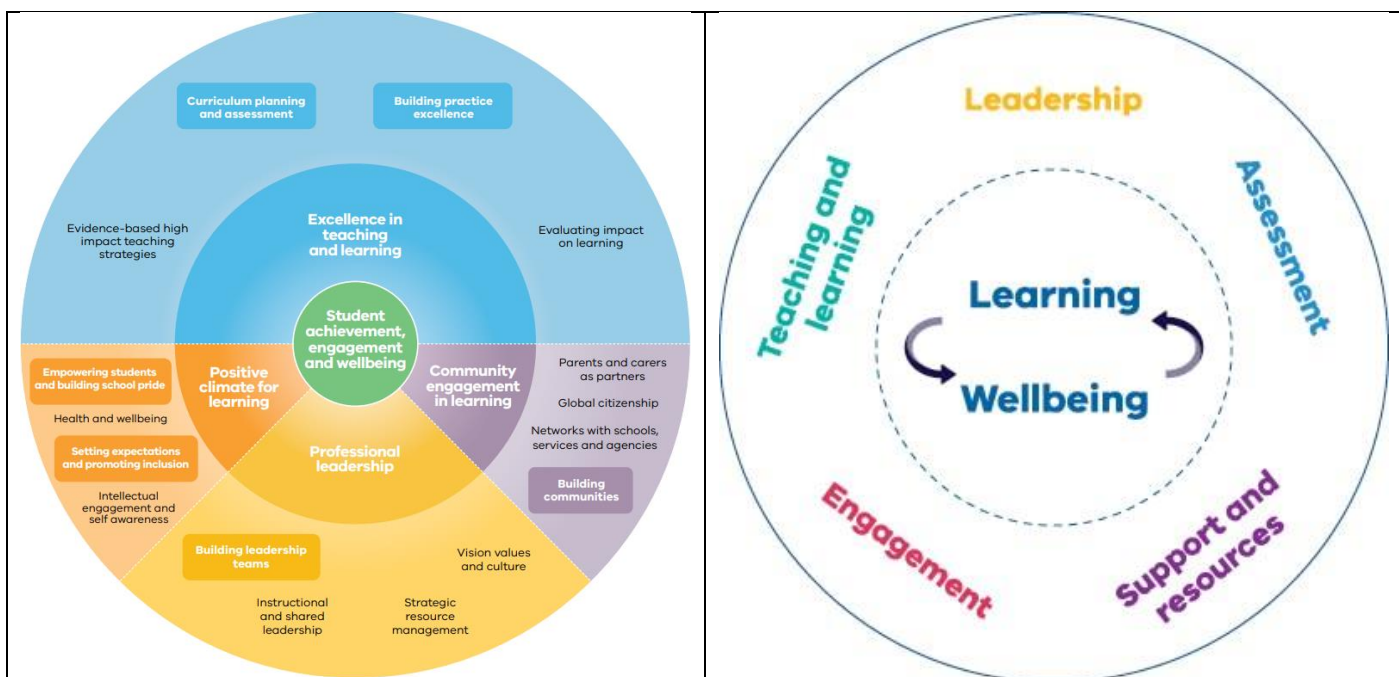 Curriculum planning
and assessment
Building practice
excellence
Evidence-based high
impact teaching
strategies
Excellence in
teaching
and learning
Evaluating impact
on learning
Student
achievement,
engagement
and wellbeing
Empowering students
and building school pride
Health and wellbeing
Setting expectations
and promoting inclusion
Intellectual
engagement and
self awareness
Positive
climate for
learning
Community
engagement
in learning
Parents and carers
as partners
Global citizenship
Networks with schools,
services and agencies
Building
communities
Professional
leadership
Building leadership
teams
Instructional
and shared
leadership
Strategic
resource
management
Vision values
and culture
Leadership
Teaching and
learning
Assessment
Learning
Wellbeing
Engagement
Support and
resources